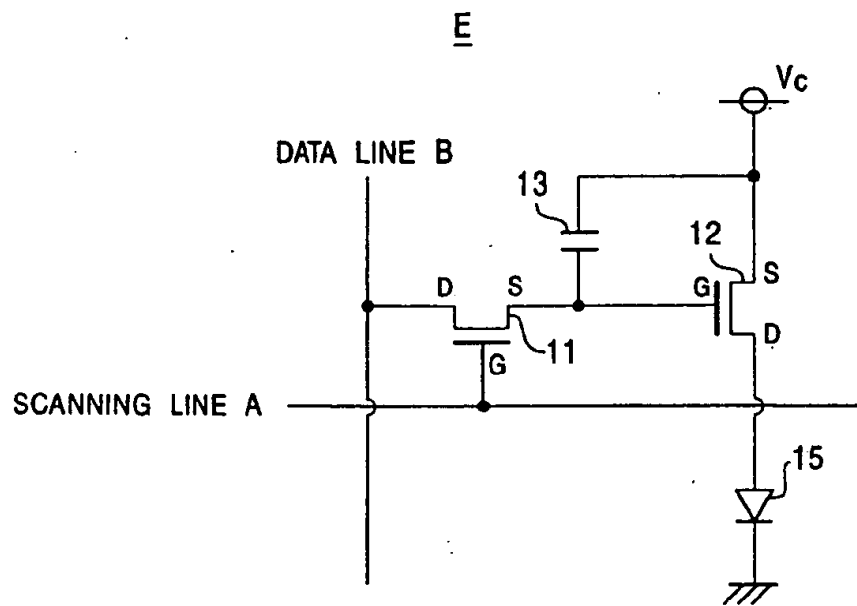 E
Vc
DATA LINE B
13
12
S
G
D
D
S
11
G
SCANNING LINE A
15